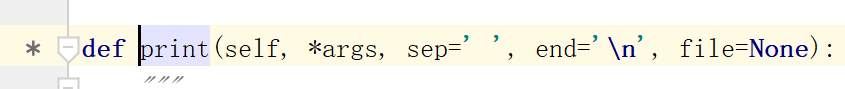 * def print(self, *args, sep=' ', end='\n', file=None):
"""